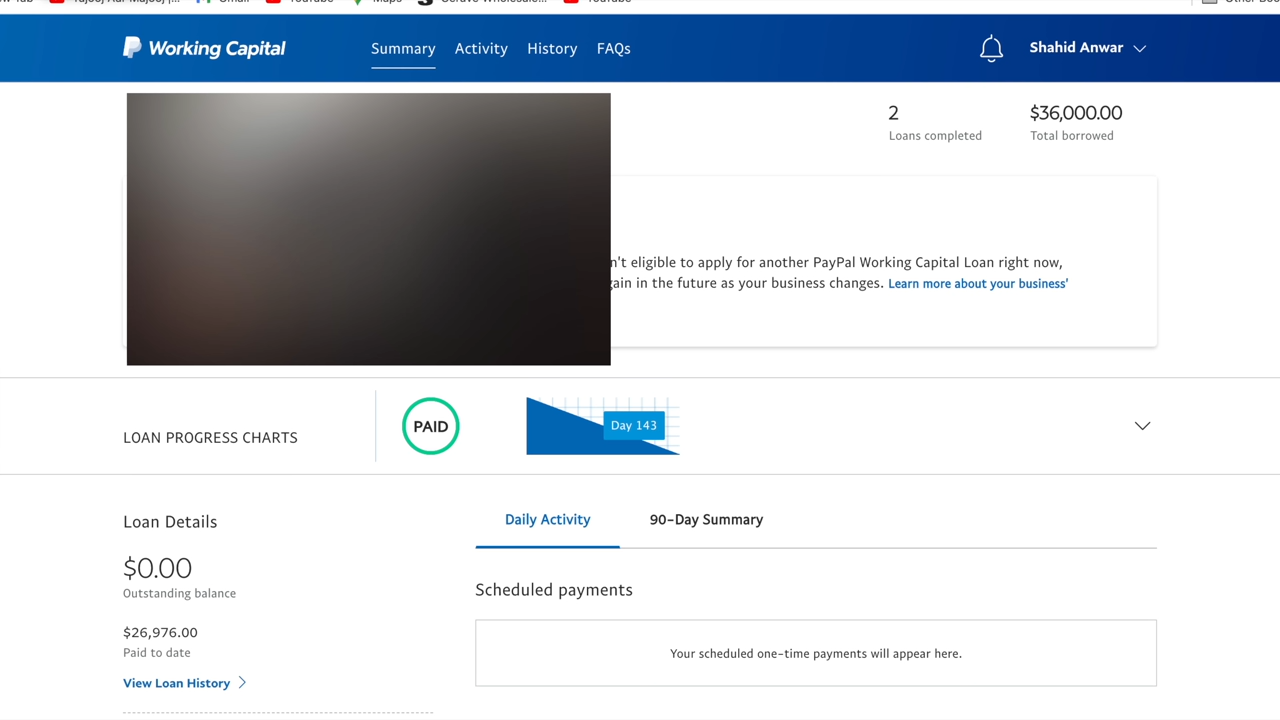 Working Capital
Summary
Activity
History
FAQs
Shahid Anwar
2
Loans completed
$36,000.00
Total borrowed
n't eligible to apply for another PayPal Working Capital Loan right now,
gain in the future as your business changes. Learn more about your business'
LOAN PROGRESS CHARTS
PAID
Day 143
Loan Details
$0.00
Outstanding balance
$26,976.00
Paid to date
View Loan History
Daily Activity
90-Day Summary
Scheduled payments
Your scheduled one-time payments will appear here.